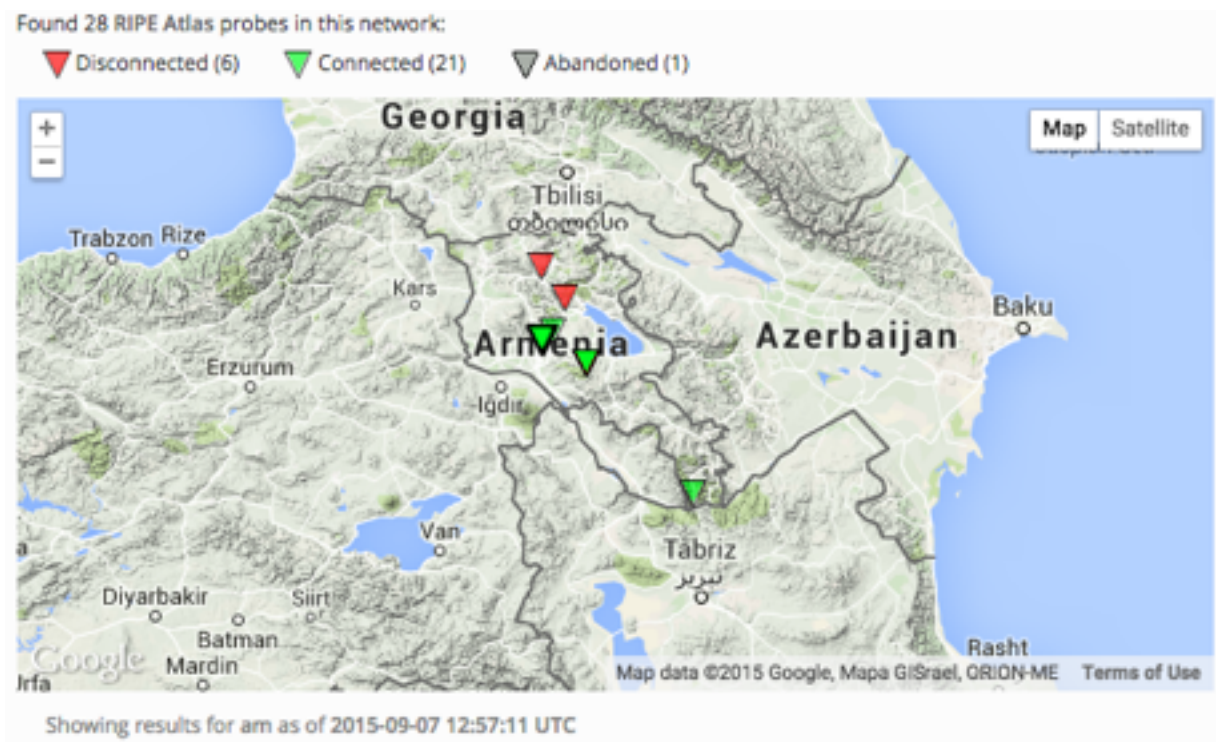 Found 28 RIPE Atlas probes in this network:
Disconnected (6) Connected (21) Abandoned (1)
+
−
Map Satellite
Georgia
Tbilisi
თბილისი
Trabzon Rize
Kars
Baku
Armenia
Azerbaijan
Erzurum
Iğdir
Van
Tabriz
تبریز
Diyarbakir
Siirt
Batman
Mardin
Google
Rasht
Map data ©2015 Google, Mapa GISrael, ORION-ME Terms of Use
Showing results for am as of 2015-09-07 12:57:11 UTC